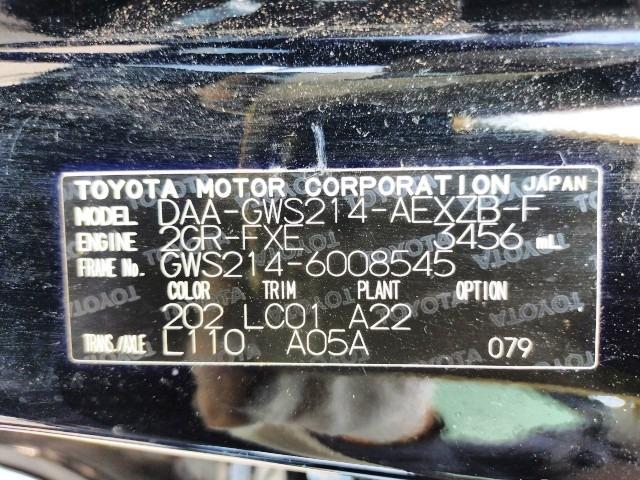 TOYOTA MOTOR CORPORATION JAPAN
MODEL DAA-GWS214-AEXZB-F
ENGINE 2GR-FXE 3456 mL
FRAME No. GWS214-6008545
COLOR TRIM PLANT OPTION
202 LC01 A22
TRANS./AXLE L110 A05A 079